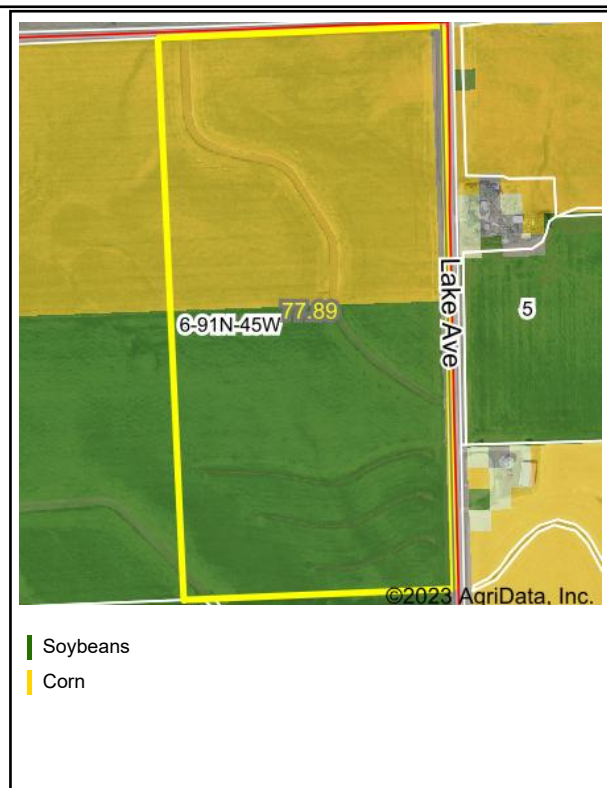 Lake Ave
77.89
6-91N-45W
5
©2023 AgriData, Inc.
Soybeans
Corn